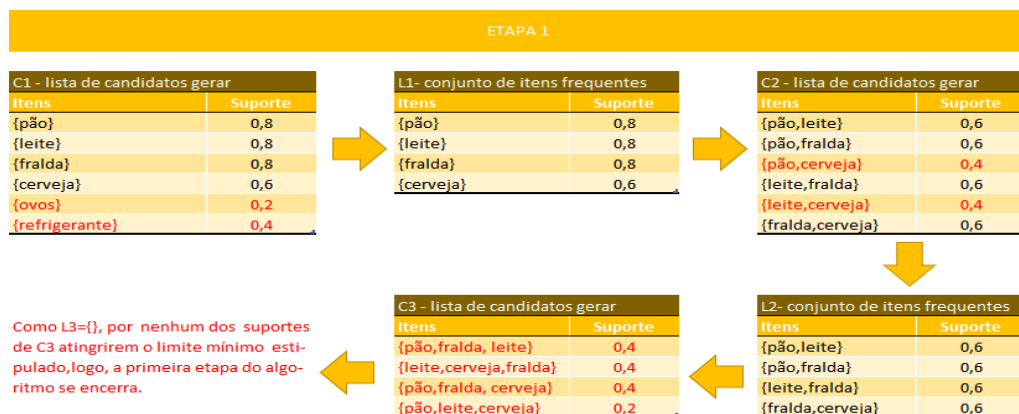 ETAPA 1
C1 - lista de candidatos gerar
Itens Suporte
{pão} 0,8
{leite} 0,8
{fralda} 0,8
{cerveja} 0,6
{ovos} 0,2
{refrigerante} 0,4
L1- conjunto de itens frequentes
Itens Suporte
{pão} 0,8
{leite} 0,8
{fralda} 0,8
{cerveja} 0,6
C2 - lista de candidatos gerar
Itens Suporte
{pão,leite} 0,6
{pão,fralda} 0,6
{pão,cerveja} 0,4
{leite,fralda} 0,6
{leite,cerveja} 0,4
{fralda,cerveja} 0,6
L2- conjunto de itens frequentes
Itens Suporte
{pão,leite} 0,6
{pão,fralda} 0,6
{leite,fralda} 0,6
{fralda,cerveja} 0,6
C3 - lista de candidatos gerar
Itens Suporte
{pão,fralda, leite} 0,4
{leite,cerveja,fralda} 0,4
{pão,fralda, cerveja} 0,4
{pão,leite,cerveja} 0,2
Como L3={}, por nenhum dos suportes
de C3 atingrirem o limite mínimo esti-
pulado,logo, a primeira etapa do algo-
ritmo se encerra.